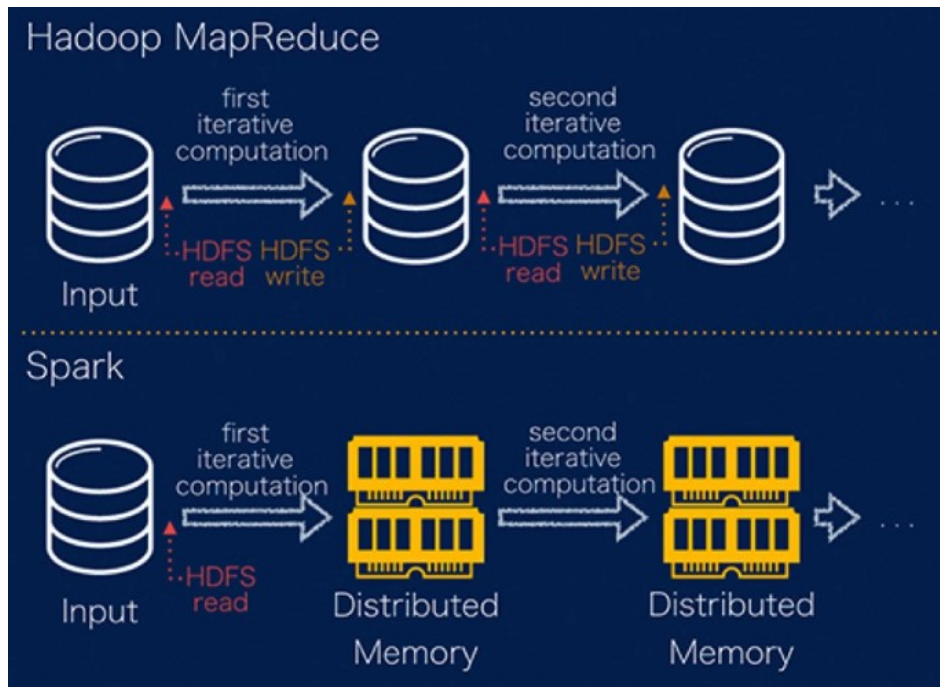 Hadoop MapReduce
first
iterative
computation
second
iterative
computation
HDFS
read
HDFS
write
HDFS
read
HDFS
write
...
Input
Spark
first
iterative
computation
second
iterative
computation
...
HDFS
read
Input
Distributed
Memory
Distributed
Memory